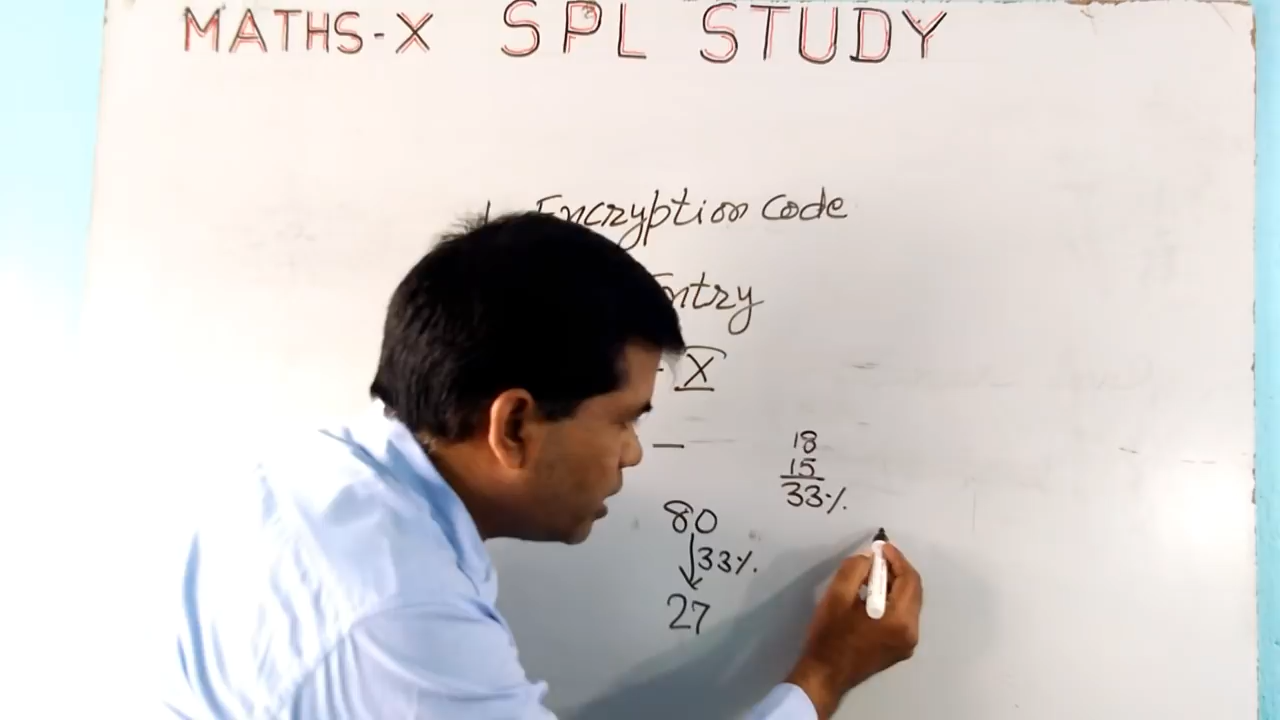 MATHS-X SPL STUDY
Encryption code
Entry
X
18
15
33%.
80
33%.
27